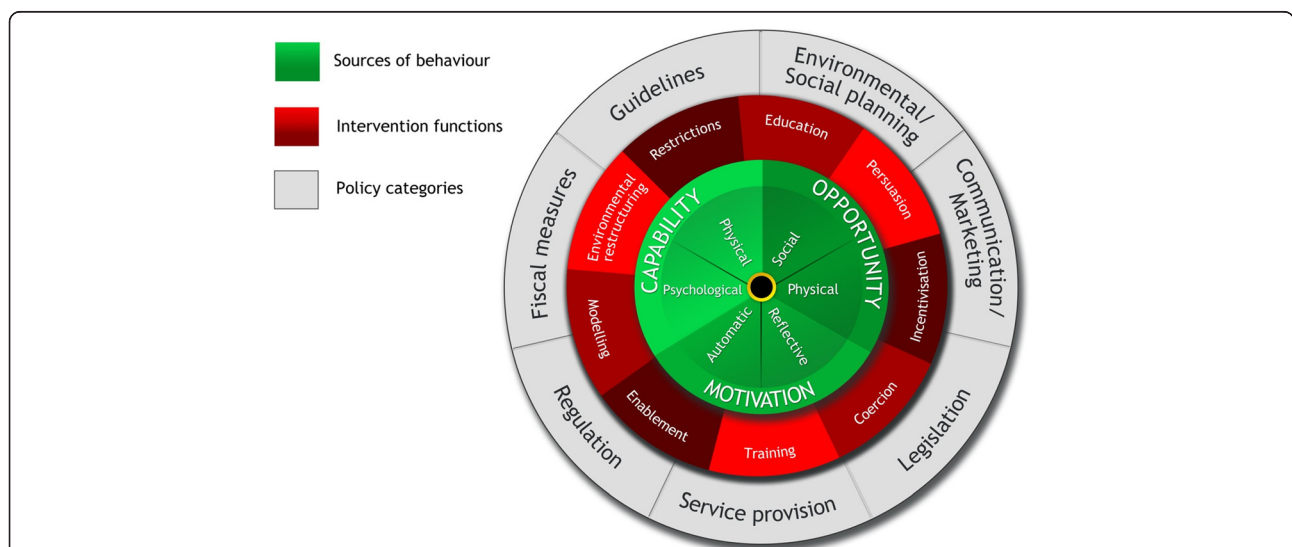 Sources of behaviour
Intervention functions
Policy categories
Guidelines
Environmental/
Social planning
Communication/
Marketing
Legislation
Service provision
Regulation
Fiscal measures
Restrictions
Education
Persuasion
Incentivisation
Coercion
Training
Enablement
Modelling
Environmental
restructuring
CAPABILITY
OPPORTUNITY
MOTIVATION
Physical
Social
Psychological
Physical
Automatic
Reflective